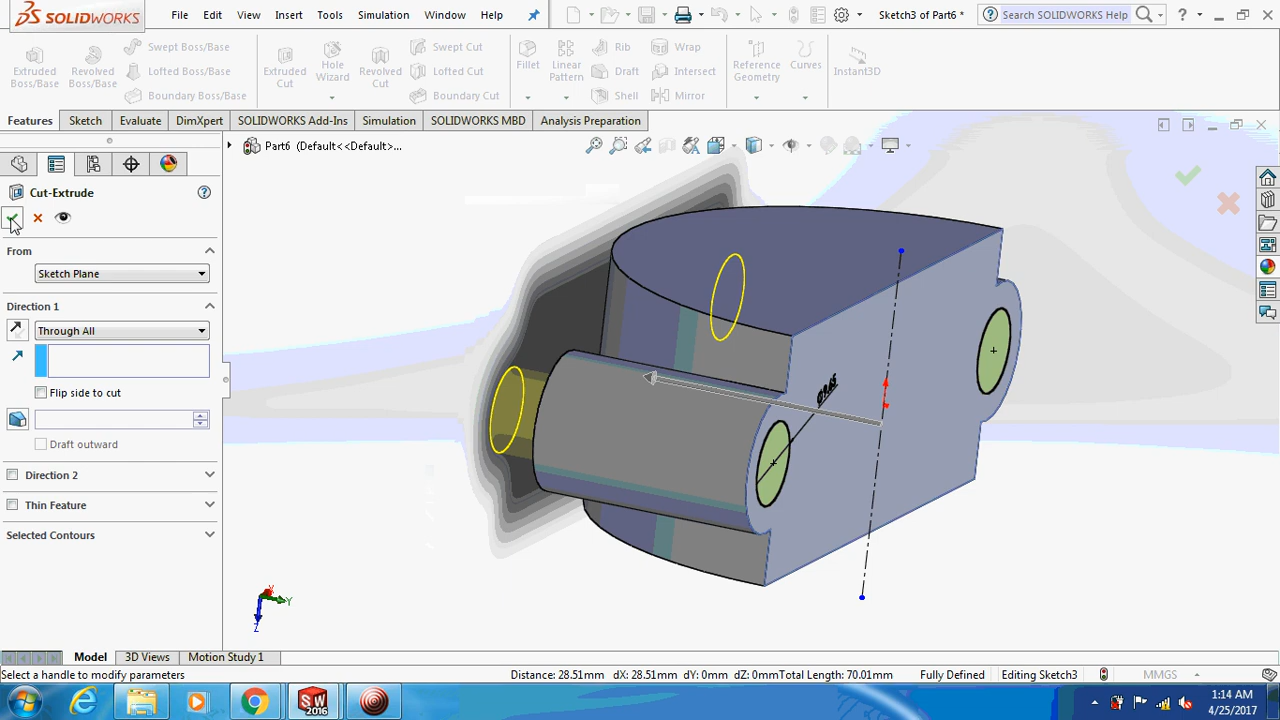 SOLIDWORKS
File Edit View Insert Tools Simulation Window Help
Sketch3 of Part6 *
Search SOLIDWORKS Help
Extruded Boss/Base
Revolved Boss/Base
Swept Boss/Base
Lofted Boss/Base
Boundary Boss/Base
Extruded Cut
Hole Wizard
Revolved Cut
Swept Cut
Lofted Cut
Boundary Cut
Fillet
Linear Pattern
Rib
Draft
Shell
Wrap
Intersect
Mirror
Reference Geometry
Curves
Instant3D
Features Sketch Evaluate DimXpert SOLIDWORKS Add-Ins Simulation SOLIDWORKS MBD Analysis Preparation
Part6 (Default<<Default>...
Cut-Extrude
From
Sketch Plane
Direction 1
Through All
Flip side to cut
Draft outward
Direction 2
Thin Feature
Selected Contours
X
Y
Z
Model 3D Views Motion Study 1
Select a handle to modify parameters
Distance: 28.51mm dX: 28.51mm dY: 0mm dZ: 0mmTotal Length: 70.01mm Fully Defined Editing Sketch3 MMGS
SW
2016
1:14 AM
4/25/2017